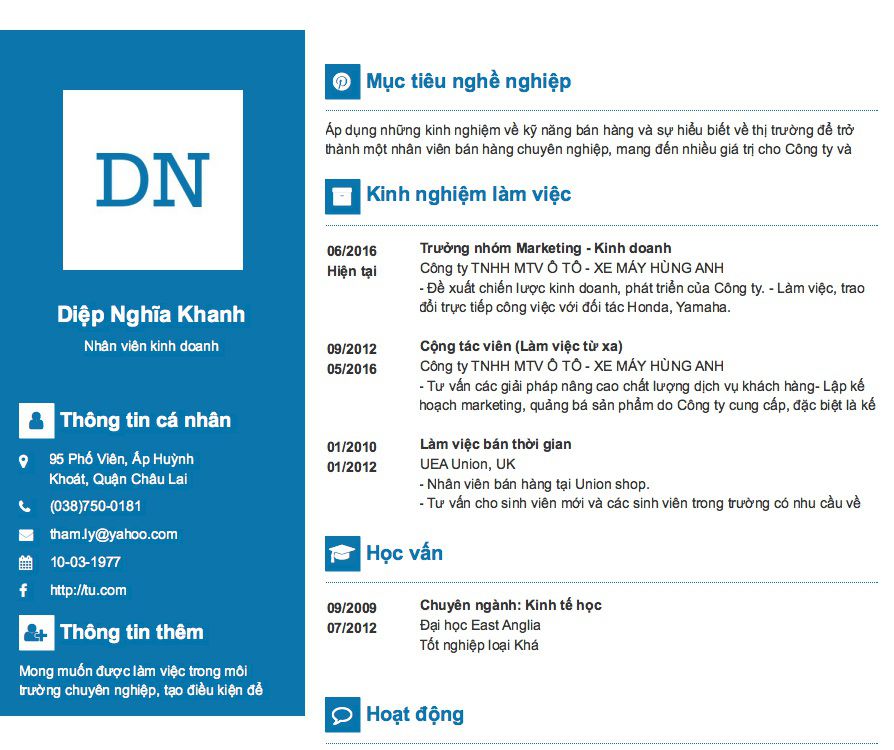 DN
Diệp Nghĩa Khanh
Nhân viên kinh doanh
Thông tin cá nhân
95 Phố Viên, Ấp Huỳnh
Khoát, Quận Châu Lai
(038)750-0181
tham.ly@yahoo.com
10-03-1977
http://tu.com
Thông tin thêm
Mong muốn được làm việc trong môi
trường chuyên nghiệp, tạo điều kiện để
Mục tiêu nghề nghiệp
Áp dụng những kinh nghiệm về kỹ năng bán hàng và sự hiểu biết về thị trường để trở
thành một nhân viên bán hàng chuyên nghiệp, mang đến nhiều giá trị cho Công ty và
Kinh nghiệm làm việc
06/2016
Hiện tại
Trưởng nhóm Marketing - Kinh doanh
Công ty TNHH MTV Ô TÔ - XE MÁY HÙNG ANH
- Đề xuất chiến lược kinh doanh, phát triển của Công ty. - Làm việc, trao
đổi trực tiếp công việc với đối tác Honda, Yamaha.
09/2012
05/2016
Cộng tác viên (Làm việc từ xa)
Công ty TNHH MTV Ô TÔ - XE MÁY HÙNG ANH
- Tư vấn các giải pháp nâng cao chất lượng dịch vụ khách hàng- Lập kế
hoạch marketing, quảng bá sản phẩm do Công ty cung cấp, đặc biệt là kế
01/2010
01/2012
Làm việc bán thời gian
UEA Union, UK
- Nhân viên bán hàng tại Union shop.
- Tư vấn cho sinh viên mới và các sinh viên trong trường có nhu cầu về
Học vấn
09/2009
07/2012
Chuyên ngành: Kinh tế học
Đại học East Anglia
Tốt nghiệp loại Khá
Hoạt động